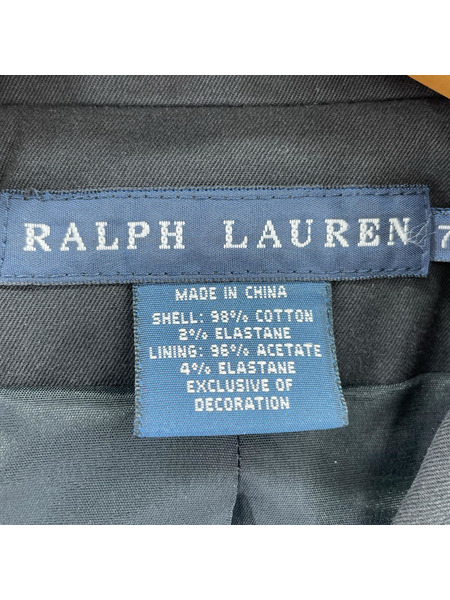 RALPH LAUREN
7
MADE IN CHINA
SHELL: 98% COTTON
2% ELASTANE
LINING: 96% ACETATE
4% ELASTANE
EXCLUSIVE OF
DECORATION